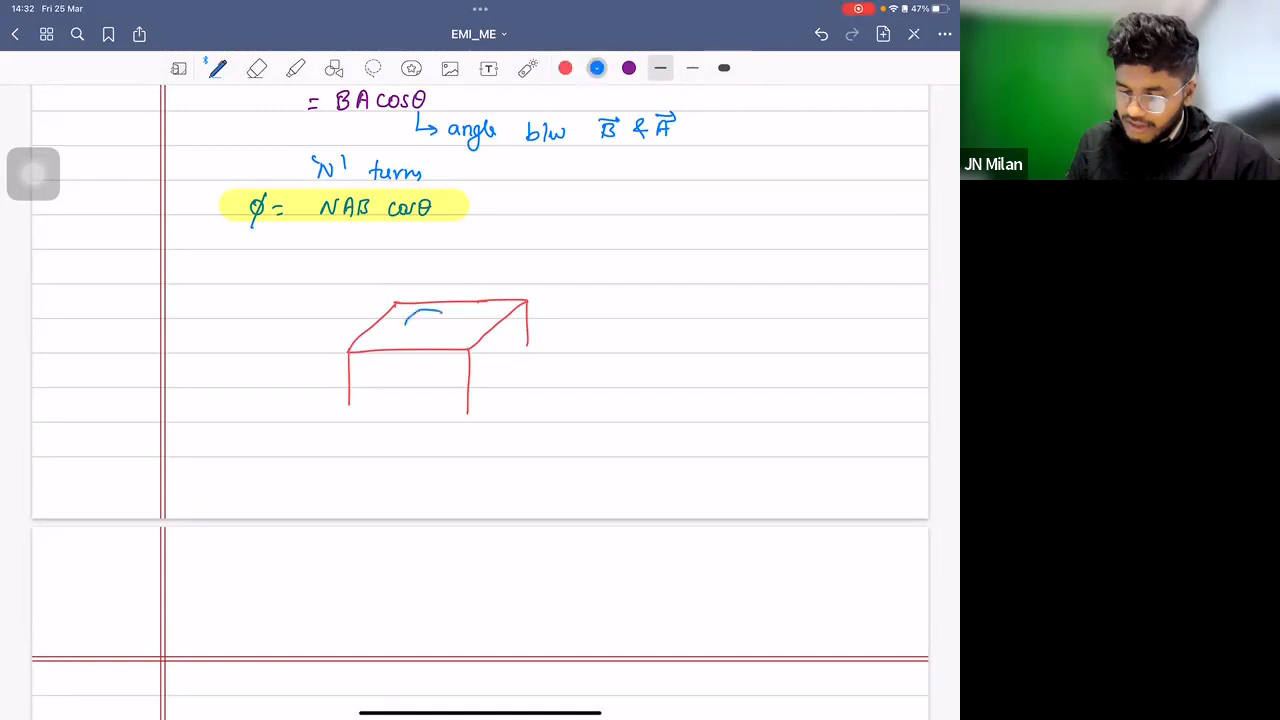 14:32 Fri 25 Mar
47%
EMI_ME
= BA cosθ
↳ angle b/w B⃗ & A⃗
'N' turns
φ = NAB cosθ
JN Milan